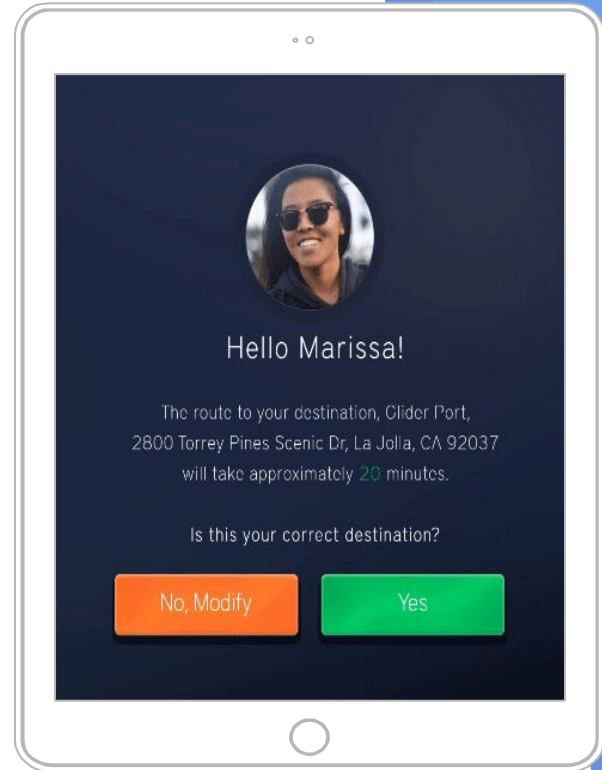 Hello Marissa!
The route to your destination, Glider Port,
2800 Torrey Pines Scenic Dr, La Jolla, CA 92037
will take approximately 20 minutes.
Is this your correct destination?
No, Modify
Yes